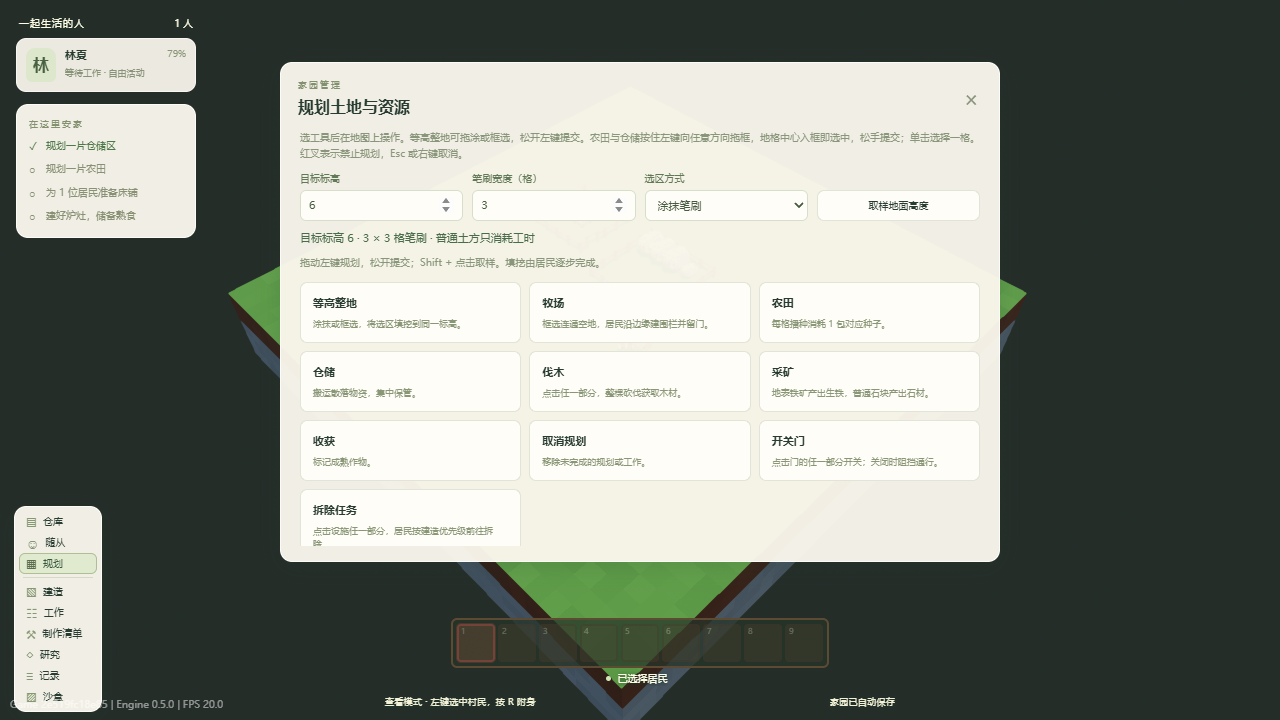 一起生活的人 1 人
林
林夏 79%
等待工作 · 自由活动
在这里安家
✓ 规划一片仓储区
○ 规划一片农田
○ 为 1 位居民准备床铺
○ 建好炉灶，储备熟食
家园管理
规划土地与资源
×
选工具后在地图上操作。等高整地可拖涂或框选，松开左键提交。农田与仓储按住左键向任意方向拖框，地格中心入框即选中，松手提交；单击选择一格。
红叉表示禁止规划，Esc 或右键取消。
目标标高 笔刷宽度（格） 选区方式
6 3 涂抹笔刷 取样地面高度
目标标高 6 · 3 × 3 格笔刷 · 普通土方只消耗工时
拖动左键规划，松开提交；Shift + 点击取样。填挖由居民逐步完成。
等高整地
涂抹或框选，将选区填挖到同一标高。
牧场
框选连通空地，居民沿边缘建围栏并留门。
农田
每格播种消耗 1 包对应种子。
仓储
搬运散落物资，集中保管。
伐木
点击任一部分，整棵砍伐获取木材。
采矿
地表铁矿产出生铁，普通石块产出石材。
收获
标记成熟作物。
取消规划
移除未完成的规划或工作。
开关门
点击门的任一部分开关；关闭时阻挡通行。
拆除任务
点击设施任一部分，居民按建造优先级前往拆
除
仓库
随从
规划
建造
工作
制作清单
研究
记录
沙盒
1 2 3 4 5 6 7 8 9
已选择居民
| Engine 0.5.0 | FPS 20.0
查看模式 · 左键选中村民，按 R 附身
家园已自动保存